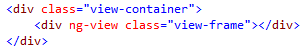 <div class="view-container">
    <div ng-view class="view-frame"></div>
</div>